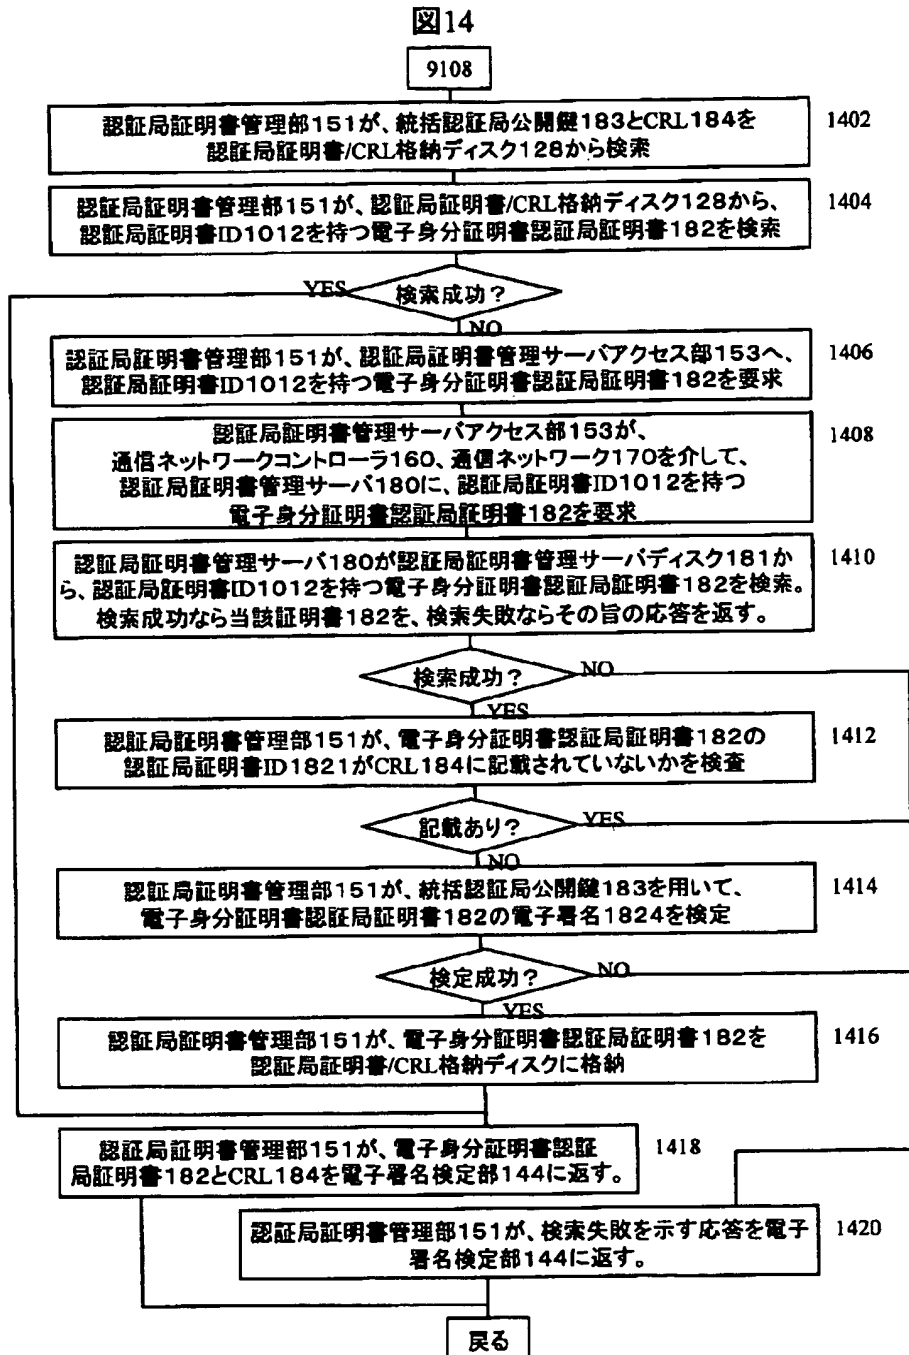 図14
9108
認証局証明書管理部151が、統括認証局公開鍵183とCRL184を
認証局証明書/CRL格納ディスク128から検索
1402
認証局証明書管理部151が、認証局証明書/CRL格納ディスク128から、
認証局証明書ID1012を持つ電子身分証明書認証局証明書182を検索
1404
検索成功？
YES
NO
認証局証明書管理部151が、認証局証明書管理サーバアクセス部153へ、
認証局証明書ID1012を持つ電子身分証明書認証局証明書182を要求
1406
認証局証明書管理サーバアクセス部153が、
通信ネットワークコントローラ160、通信ネットワーク170を介して、
認証局証明書管理サーバ180に、認証局証明書ID1012を持つ
電子身分証明書認証局証明書182を要求
1408
認証局証明書管理サーバ180が認証局証明書管理サーバディスク181か
ら、認証局証明書ID1012を持つ電子身分証明書認証局証明書182を検索。
検索成功なら当該証明書182を、検索失敗ならその旨の応答を返す。
1410
検索成功？
NO
YES
認証局証明書管理部151が、電子身分証明書認証局証明書182の
認証局証明書ID1821がCRL184に記載されていないかを検査
1412
記載あり？
YES
NO
認証局証明書管理部151が、統括認証局公開鍵183を用いて、
電子身分証明書認証局証明書182の電子署名1824を検定
1414
検定成功？
NO
YES
認証局証明書管理部151が、電子身分証明書認証局証明書182を
認証局証明書/CRL格納ディスクに格納
1416
認証局証明書管理部151が、電子身分証明書認証
局証明書182とCRL184を電子署名検定部144に返す。
1418
認証局証明書管理部151が、検索失敗を示す応答を電子
署名検定部144に返す。
1420
戻る